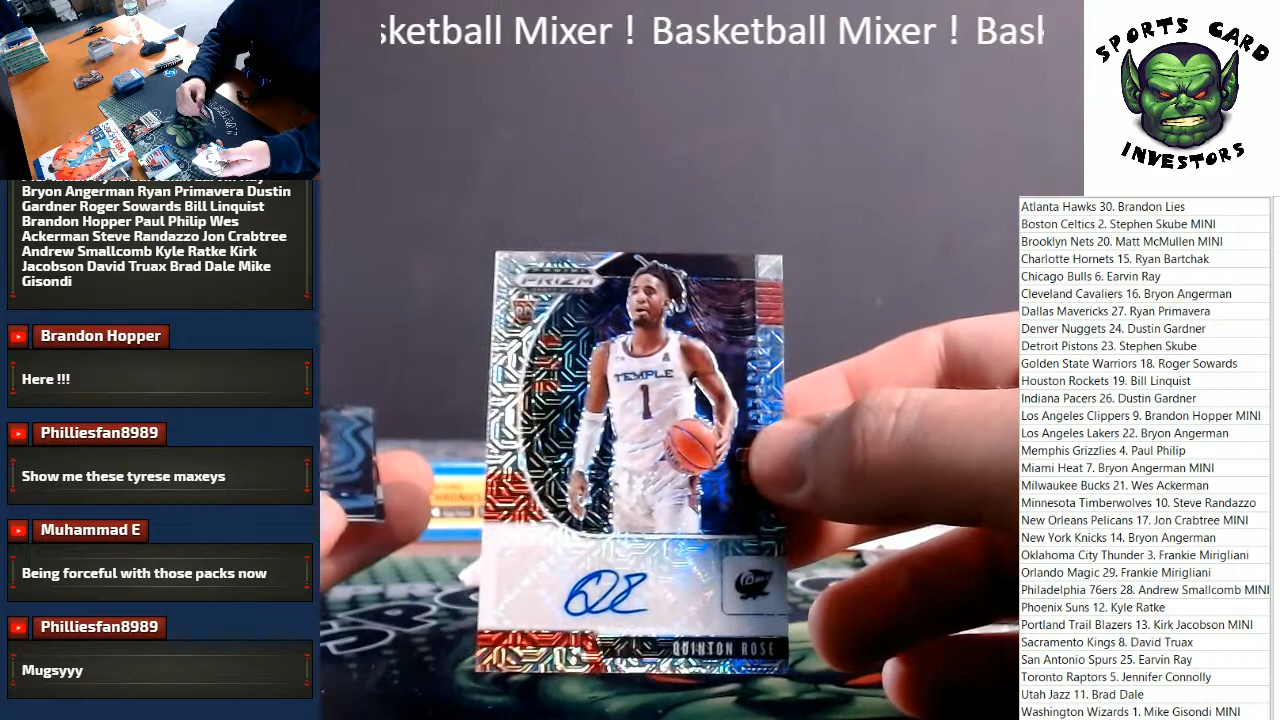 sketball Mixer ! Basketball Mixer ! Bask
SPORTS CARD
INVESTORS
Bryon Angerman Ryan Primavera Dustin
Gardner Roger Sowards Bill Linquist
Brandon Hopper Paul Philip Wes
Ackerman Steve Randazzo Jon Crabtree
Andrew Smallcomb Kyle Ratke Kirk
Jacobson David Truax Brad Dale Mike
Gisondi
Brandon Hopper
Here !!!
Philliesfan8989
Show me these tyrese maxeys
Muhammad E
Being forceful with those packs now
Philliesfan8989
Mugsyyy
PANINI
PRIZM
RC
TEMPLE
1
QUINTON ROSE
Atlanta Hawks 30. Brandon Lies
Boston Celtics 2. Stephen Skube MINI
Brooklyn Nets 20. Matt McMullen MINI
Charlotte Hornets 15. Ryan Bartchak
Chicago Bulls 6. Earvin Ray
Cleveland Cavaliers 16. Bryon Angerman
Dallas Mavericks 27. Ryan Primavera
Denver Nuggets 24. Dustin Gardner
Detroit Pistons 23. Stephen Skube
Golden State Warriors 18. Roger Sowards
Houston Rockets 19. Bill Linquist
Indiana Pacers 26. Dustin Gardner
Los Angeles Clippers 9. Brandon Hopper MINI
Los Angeles Lakers 22. Bryon Angerman
Memphis Grizzlies 4. Paul Philip
Miami Heat 7. Bryon Angerman MINI
Milwaukee Bucks 21. Wes Ackerman
Minnesota Timberwolves 10. Steve Randazzo
New Orleans Pelicans 17. Jon Crabtree MINI
New York Knicks 14. Bryon Angerman
Oklahoma City Thunder 3. Frankie Mirigliani
Orlando Magic 29. Frankie Mirigliani
Philadelphia 76ers 28. Andrew Smallcomb MINI
Phoenix Suns 12. Kyle Ratke
Portland Trail Blazers 13. Kirk Jacobson MINI
Sacramento Kings 8. David Truax
San Antonio Spurs 25. Earvin Ray
Toronto Raptors 5. Jennifer Connolly
Utah Jazz 11. Brad Dale
Washington Wizards 1. Mike Gisondi MINI